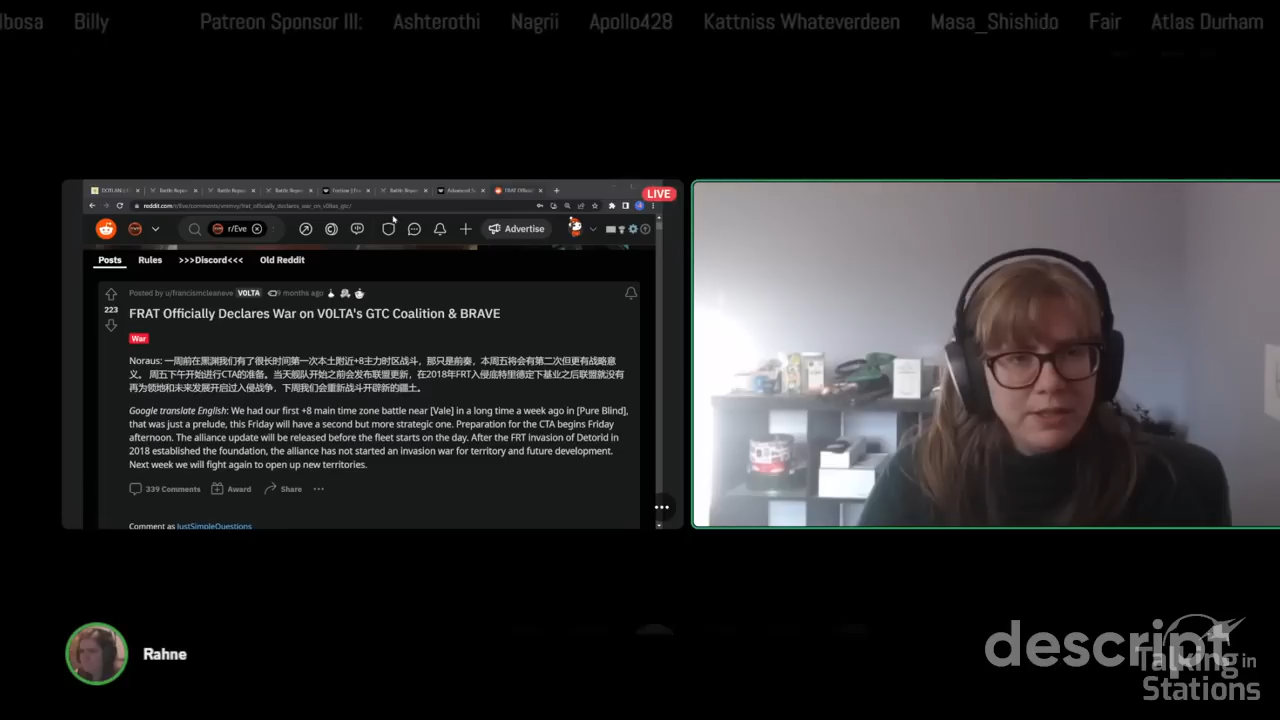 lbosa Billy Patreon Sponsor III: Ashterothi Nagrii Apollo428 Kattniss Whateverdeen Masa_Shishido Fair Atlas Durham
LIVE
reddit.com/r/Eve/comments/vmmvy/frat_officially_declares_war_on_v0ltas_gtc/
r/Eve
Advertise
Posts Rules >>>Discord<<< Old Reddit
Posted by u/francismcleaneve V0LTA 9 months ago
223
FRAT Officially Declares War on V0LTA's GTC Coalition & BRAVE
War
Noraus: 一周前在黑渊我们有了很长时间第一次本土附近+8主力时区战斗，那只是前奏，本周五将会有第二次但更有战略意
义。 周五下午开始进行CTA的准备。当天舰队开始之前会发布联盟更新，在2018年FRT入侵底特里德定下基业之后联盟就没有
再为领地和未来发展开启过入侵战争，下周我们会重新战斗开辟新的疆土。
Google translate English: We had our first +8 main time zone battle near [Vale] in a long time a week ago in [Pure Blind],
that was just a prelude, this Friday will have a second but more strategic one. Preparation for the CTA begins Friday
afternoon. The alliance update will be released before the fleet starts on the day. After the FRT invasion of Detorid in
2018 established the foundation, the alliance has not started an invasion war for territory and future development.
Next week we will fight again to open up new territories.
339 Comments Award Share
Comment as JustSimpleQuestions
Rahne
descript
Talking in
Stations